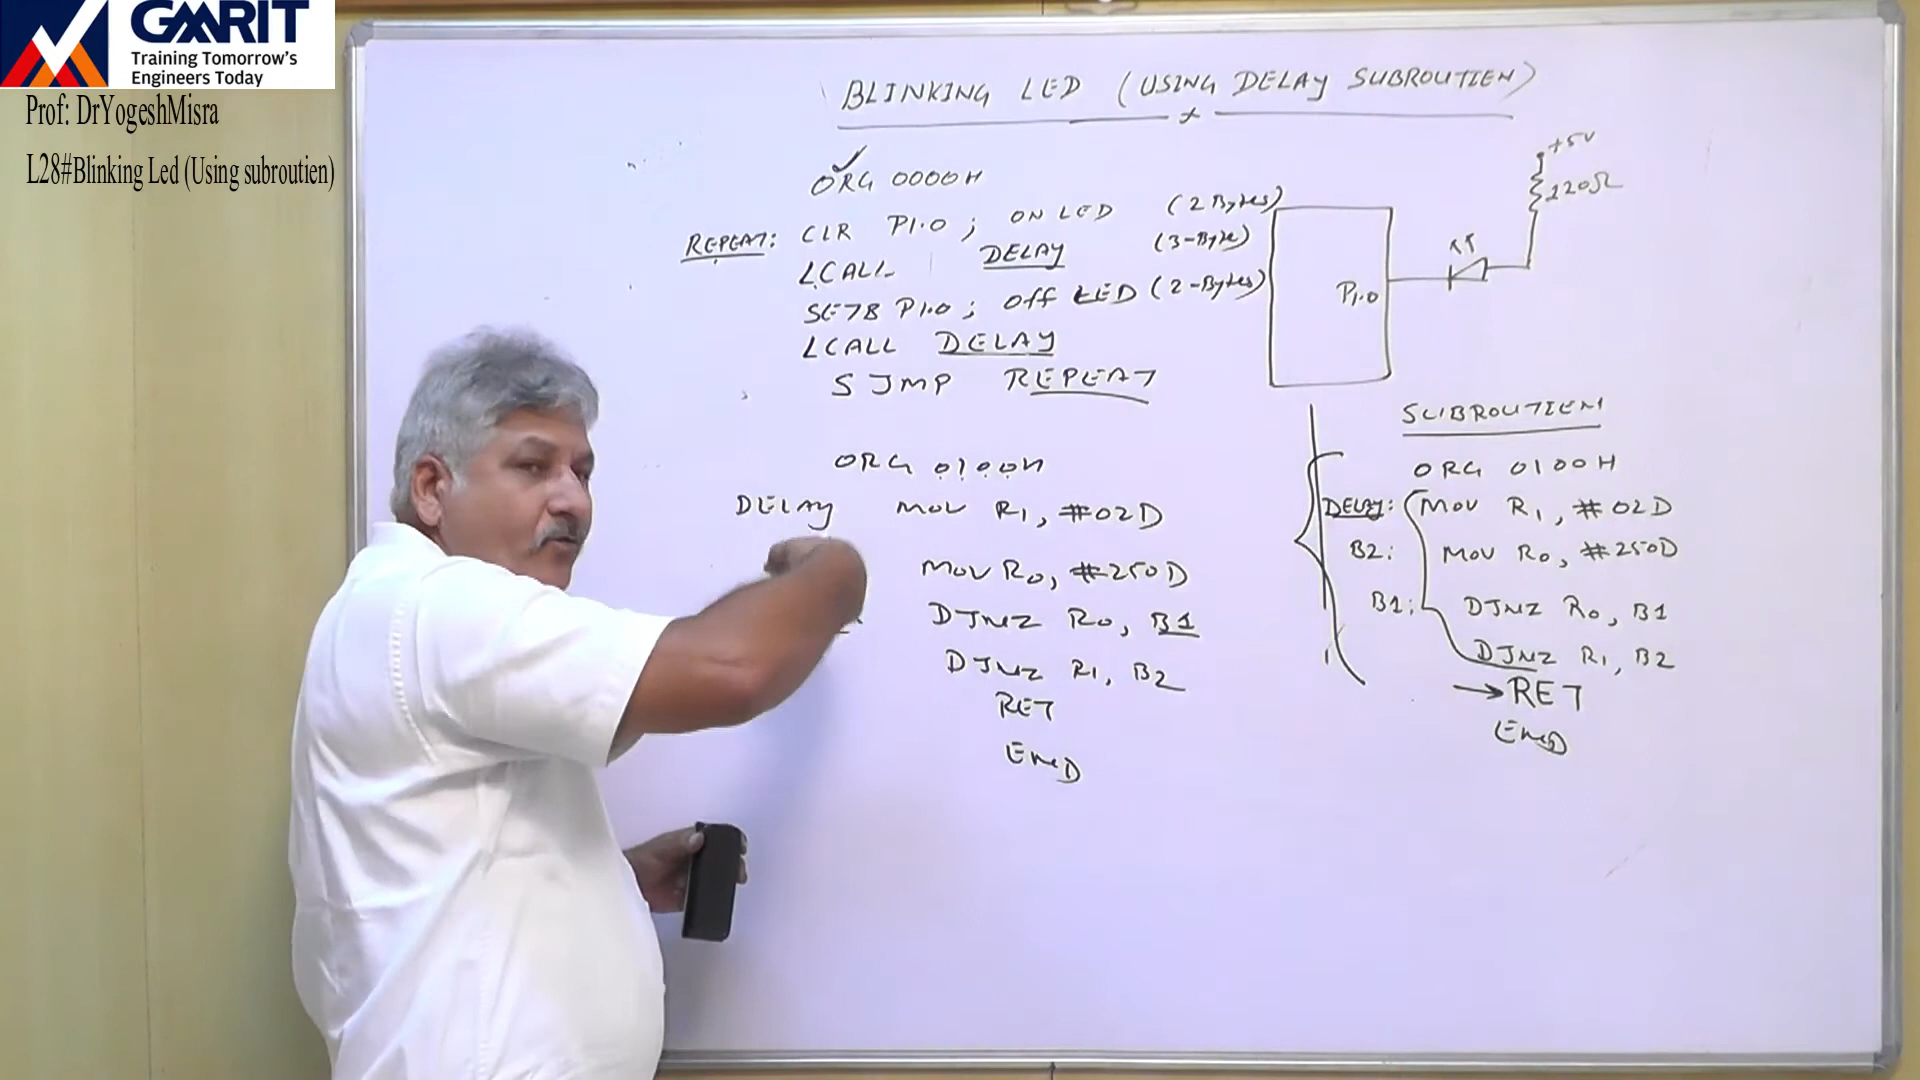 GMRIT
Training Tomorrow's
Engineers Today
Prof: DrYogeshMisra
L28#Blinking Led (Using subroutien)
BLINKING LED (USING DELAY SUBROUTIEN)
ORG 0000H
REPEAT: CLR P1.0 ; ON LED (2 Bytes)
LCALL DELAY (3-Byte)
SETB P1.0 ; Off LED (2-Bytes)
LCALL DELAY
SJMP REPEAT
ORG 0100H
DELAY MOV R1, #02D
MOV R0, #250D
DJNZ R0, B1
DJNZ R1, B2
RET
END
+5V
220Ω
P1.0
SUBROUTIEN
ORG 0100H
DELAY: MOV R1, #02D
B2: MOV R0, #250D
B1: DJNZ R0, B1
DJNZ R1, B2
RET
END